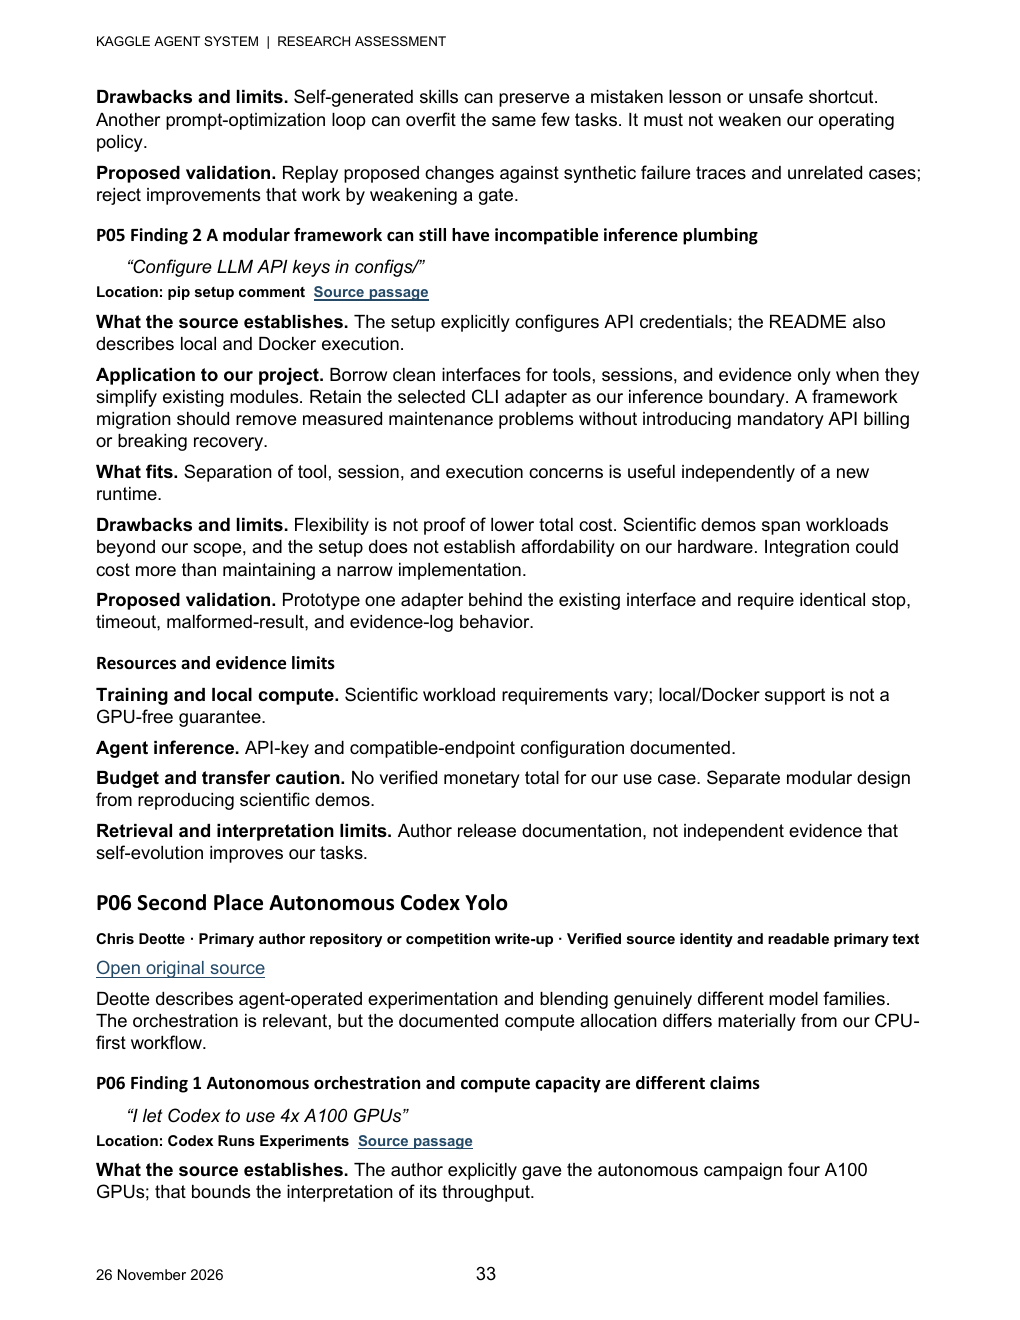 KAGGLE AGENT SYSTEM | RESEARCH ASSESSMENT
Drawbacks and limits. Self-generated skills can preserve a mistaken lesson or unsafe shortcut.
Another prompt-optimization loop can overfit the same few tasks. It must not weaken our operating
policy.
Proposed validation. Replay proposed changes against synthetic failure traces and unrelated cases;
reject improvements that work by weakening a gate.
P05 Finding 2 A modular framework can still have incompatible inference plumbing
“Configure LLM API keys in configs/”
Location: pip setup comment Source passage
What the source establishes. The setup explicitly configures API credentials; the README also
describes local and Docker execution.
Application to our project. Borrow clean interfaces for tools, sessions, and evidence only when they
simplify existing modules. Retain the selected CLI adapter as our inference boundary. A framework
migration should remove measured maintenance problems without introducing mandatory API billing
or breaking recovery.
What fits. Separation of tool, session, and execution concerns is useful independently of a new
runtime.
Drawbacks and limits. Flexibility is not proof of lower total cost. Scientific demos span workloads
beyond our scope, and the setup does not establish affordability on our hardware. Integration could
cost more than maintaining a narrow implementation.
Proposed validation. Prototype one adapter behind the existing interface and require identical stop,
timeout, malformed-result, and evidence-log behavior.
Resources and evidence limits
Training and local compute. Scientific workload requirements vary; local/Docker support is not a
GPU-free guarantee.
Agent inference. API-key and compatible-endpoint configuration documented.
Budget and transfer caution. No verified monetary total for our use case. Separate modular design
from reproducing scientific demos.
Retrieval and interpretation limits. Author release documentation, not independent evidence that
self-evolution improves our tasks.
P06 Second Place Autonomous Codex Yolo
Chris Deotte · Primary author repository or competition write-up · Verified source identity and readable primary text
Open original source
Deotte describes agent-operated experimentation and blending genuinely different model families.
The orchestration is relevant, but the documented compute allocation differs materially from our CPU-
first workflow.
P06 Finding 1 Autonomous orchestration and compute capacity are different claims
“I let Codex to use 4x A100 GPUs”
Location: Codex Runs Experiments Source passage
What the source establishes. The author explicitly gave the autonomous campaign four A100
GPUs; that bounds the interpretation of its throughput.
26 November 2026 33